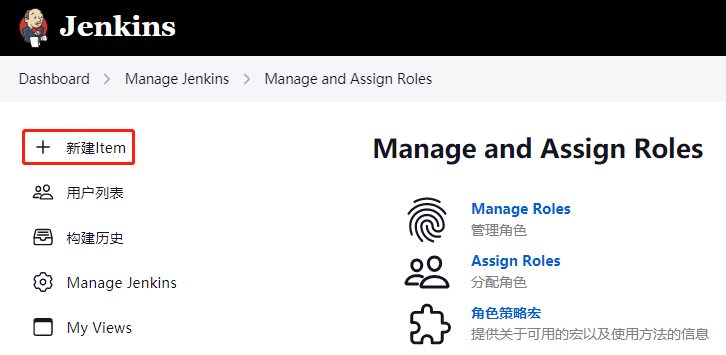 Jenkins
Dashboard > Manage Jenkins > Manage and Assign Roles
新建Item
用户列表
构建历史
Manage Jenkins
My Views
Manage and Assign Roles
Manage Roles
管理角色
Assign Roles
分配角色
角色策略宏
提供关于可用的宏以及使用方法的信息